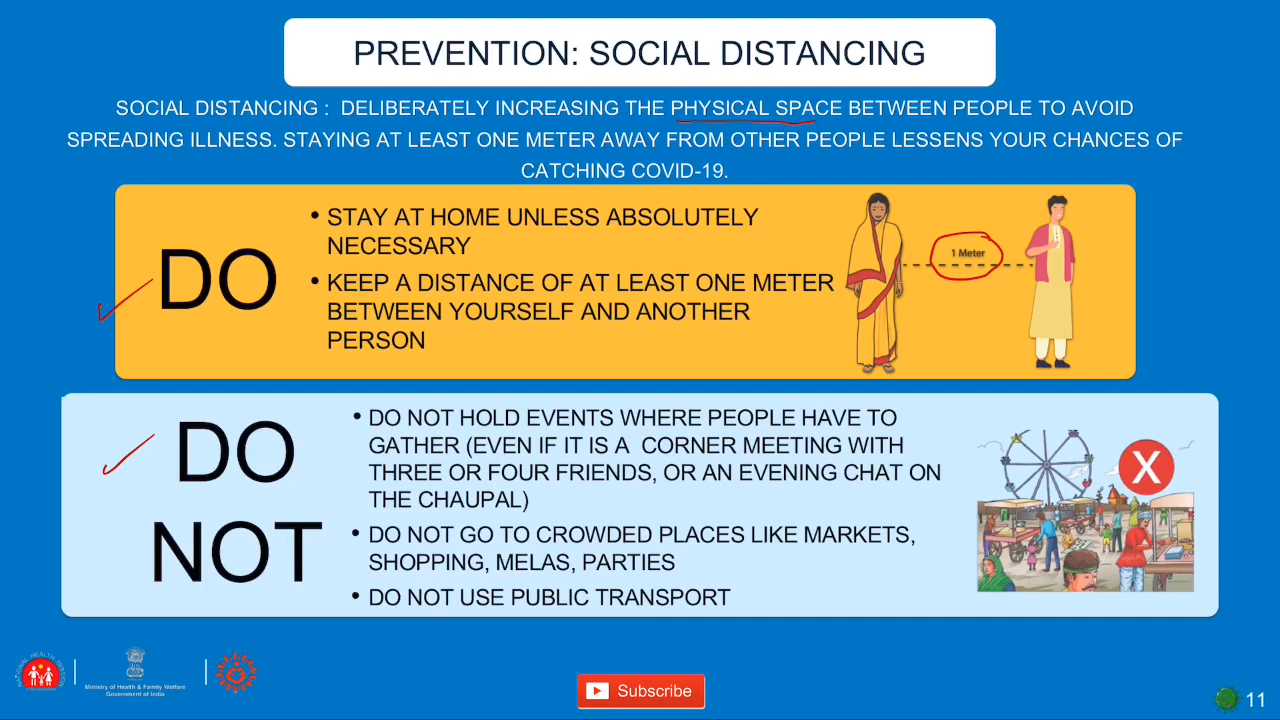 PREVENTION: SOCIAL DISTANCING
SOCIAL DISTANCING : DELIBERATELY INCREASING THE PHYSICAL SPACE BETWEEN PEOPLE TO AVOID
SPREADING ILLNESS. STAYING AT LEAST ONE METER AWAY FROM OTHER PEOPLE LESSENS YOUR CHANCES OF
CATCHING COVID-19.
DO
• STAY AT HOME UNLESS ABSOLUTELY
NECESSARY
• KEEP A DISTANCE OF AT LEAST ONE METER
BETWEEN YOURSELF AND ANOTHER
PERSON
1 Meter
DO
NOT
• DO NOT HOLD EVENTS WHERE PEOPLE HAVE TO
GATHER (EVEN IF IT IS A CORNER MEETING WITH
THREE OR FOUR FRIENDS, OR AN EVENING CHAT ON
THE CHAUPAL)
• DO NOT GO TO CROWDED PLACES LIKE MARKETS,
SHOPPING, MELAS, PARTIES
• DO NOT USE PUBLIC TRANSPORT
X
NATIONAL HEALTH MISSION
Ministry of Health & Family Welfare
Government of India
Subscribe
11